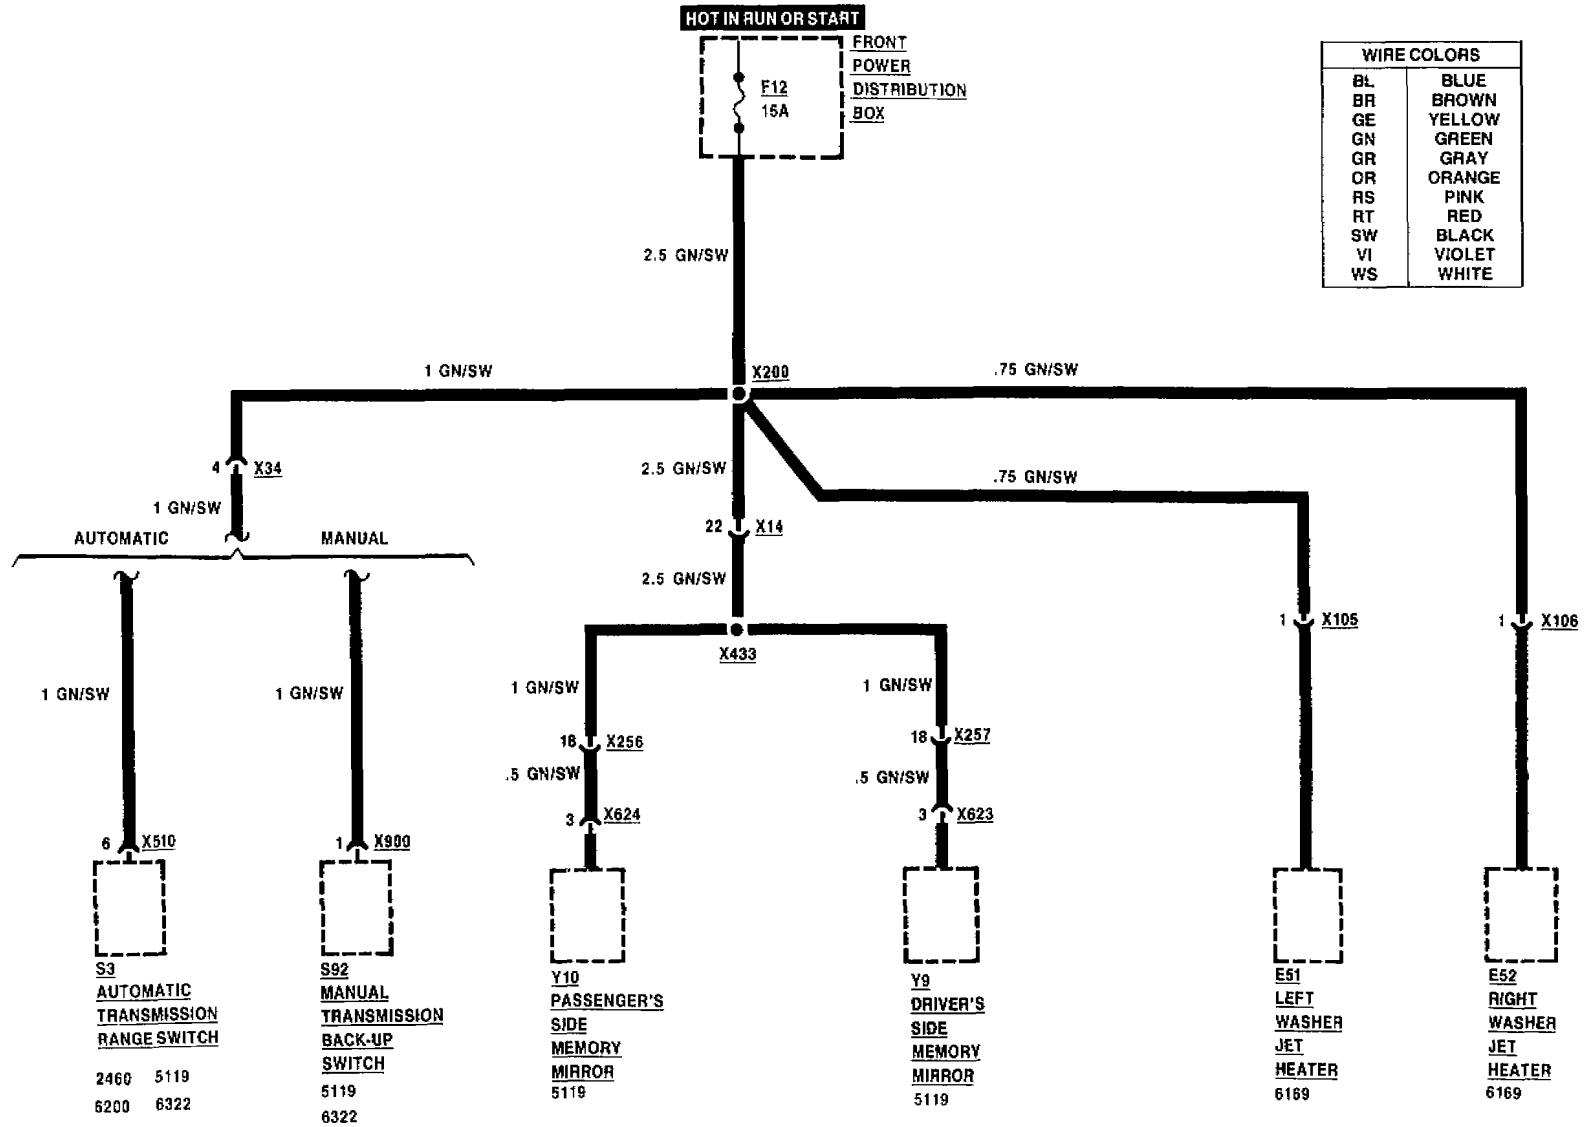 HOT IN RUN OR START
FRONT
POWER
DISTRIBUTION
BOX
F12
15A
WIRE COLORS
BL BLUE
BR BROWN
GE YELLOW
GN GREEN
GR GRAY
OR ORANGE
RS PINK
RT RED
SW BLACK
VI VIOLET
WS WHITE
2.5 GN/SW
1 GN/SW
X200
.75 GN/SW
4 X34
2.5 GN/SW
.75 GN/SW
1 GN/SW
22 X14
AUTOMATIC
MANUAL
2.5 GN/SW
1 X105
1 X106
X433
1 GN/SW
1 GN/SW
1 GN/SW
1 GN/SW
18 X256
18 X257
.5 GN/SW
.5 GN/SW
3 X624
3 X623
6 X510
1 X900
S3
AUTOMATIC
TRANSMISSION
RANGE SWITCH
2460 5119
6200 6322
S92
MANUAL
TRANSMISSION
BACK-UP
SWITCH
5119
6322
Y10
PASSENGER'S
SIDE
MEMORY
MIRROR
5119
Y9
DRIVER'S
SIDE
MEMORY
MIRROR
5119
E51
LEFT
WASHER
JET
HEATER
6169
E52
RIGHT
WASHER
JET
HEATER
6169